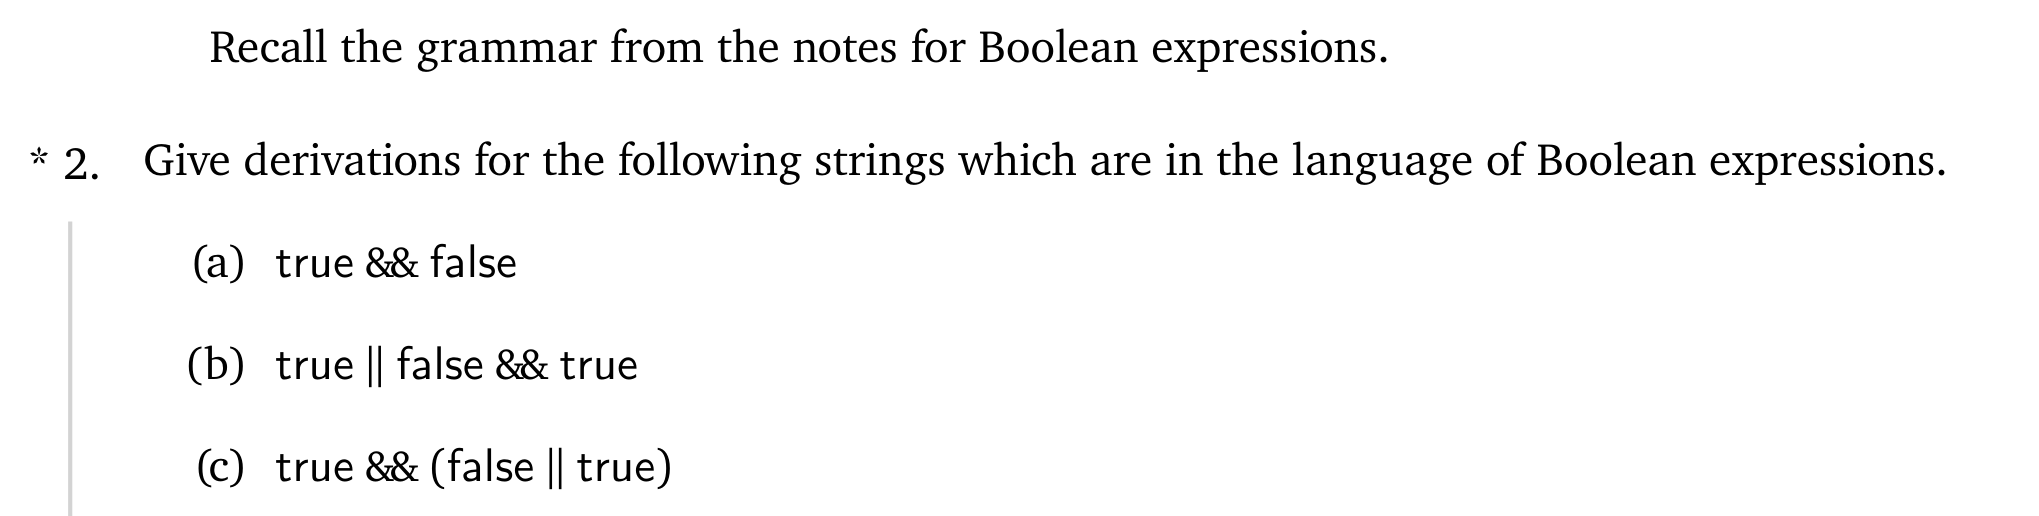 Recall the grammar from the notes for Boolean expressions.
* 2. Give derivations for the following strings which are in the language of Boolean expressions.
(a) true && false
(b) true || false && true
(c) true && (false || true)